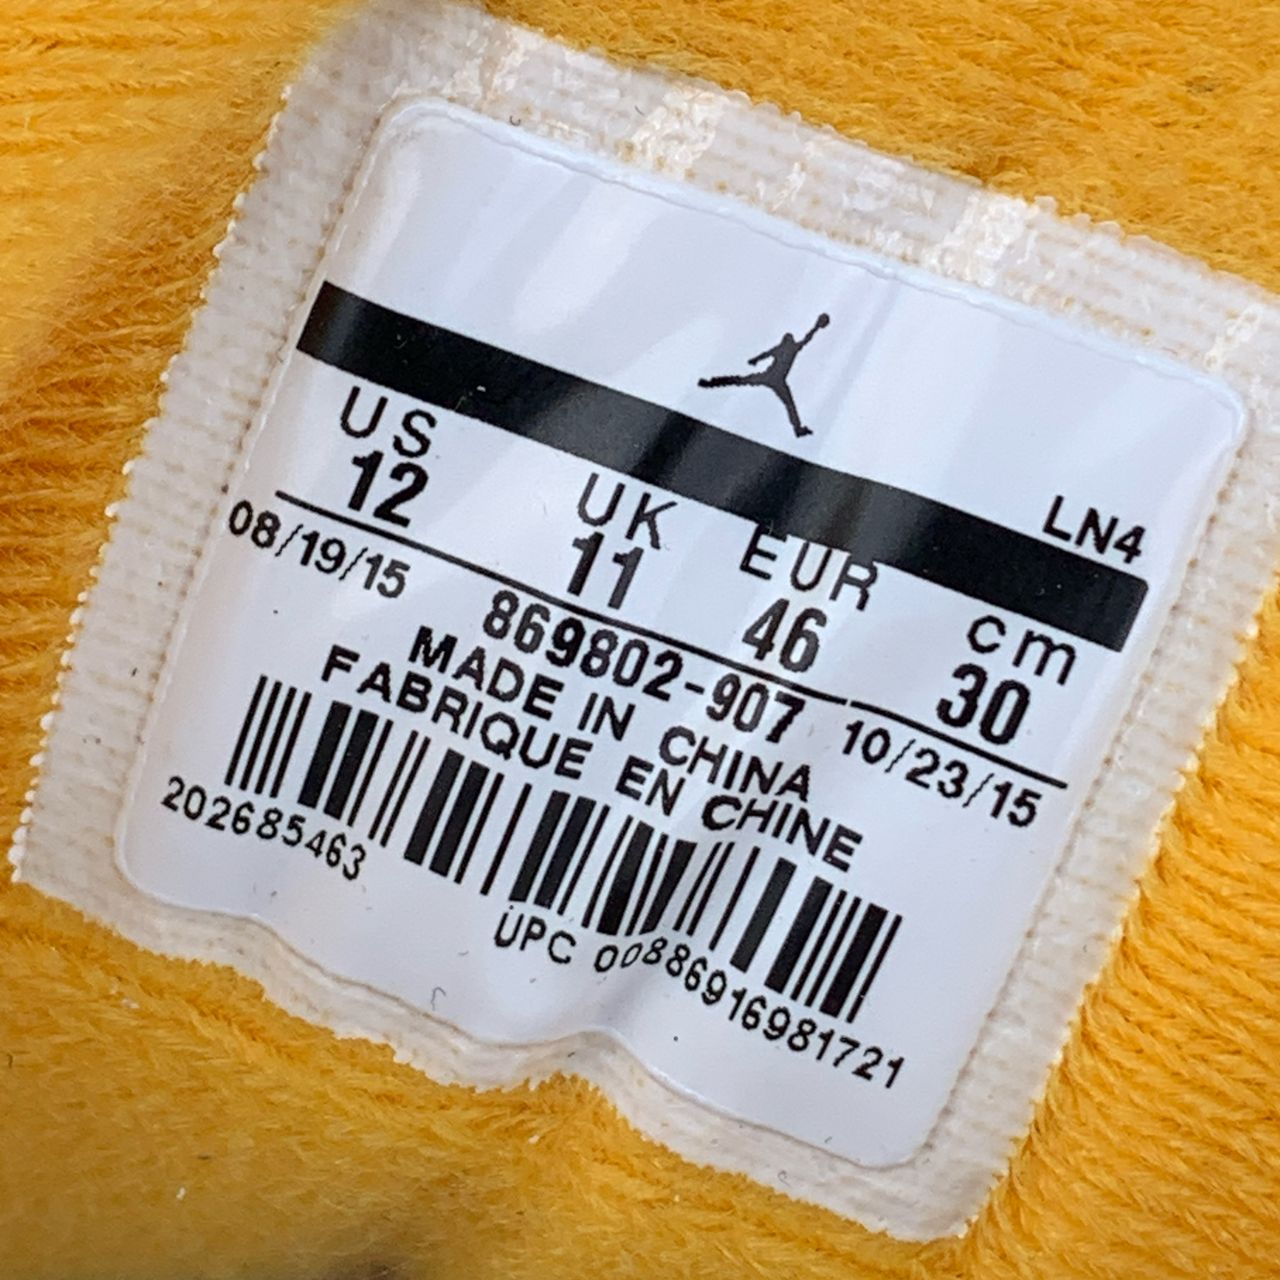 LN4
US UK EUR cm
12 11 46 30
08/19/15 869802-907 10/23/15
MADE IN CHINA
FABRIQUE EN CHINE
202685463
UPC 00886916981721